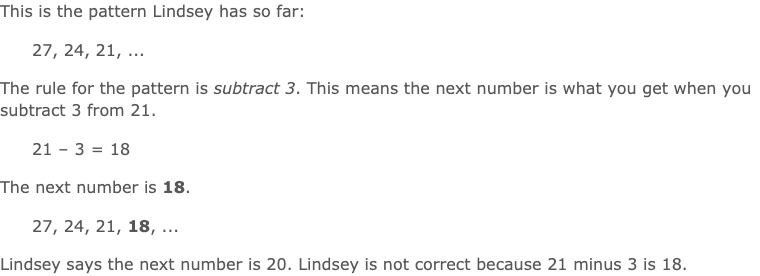 This is the pattern Lindsey has so far:
27, 24, 21, ...
The rule for the pattern is subtract 3. This means the next number is what you get when you
subtract 3 from 21.
21 – 3 = 18
The next number is 18.
27, 24, 21, 18, ...
Lindsey says the next number is 20. Lindsey is not correct because 21 minus 3 is 18.